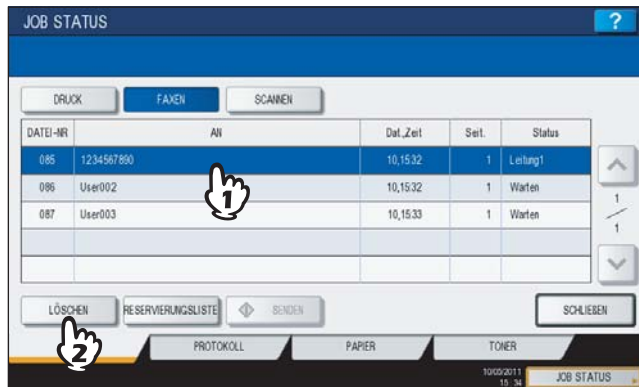 JOB STATUS ?
DRUCK FAXEN SCANNEN
DATEI-NR AN Dat.,Zeit Seit. Status
085 1234567890 10,15:32 1 Leitung1
086 User002 10,15:32 1 Warten
087 User003 10,15:33 1 Warten
1
1
LÖSCHEN RESERVIERUNGSLISTE SENDEN SCHLIEßEN
1
2
PROTOKOLL PAPIER TONER
10/05/2011
15 : 34
JOB STATUS